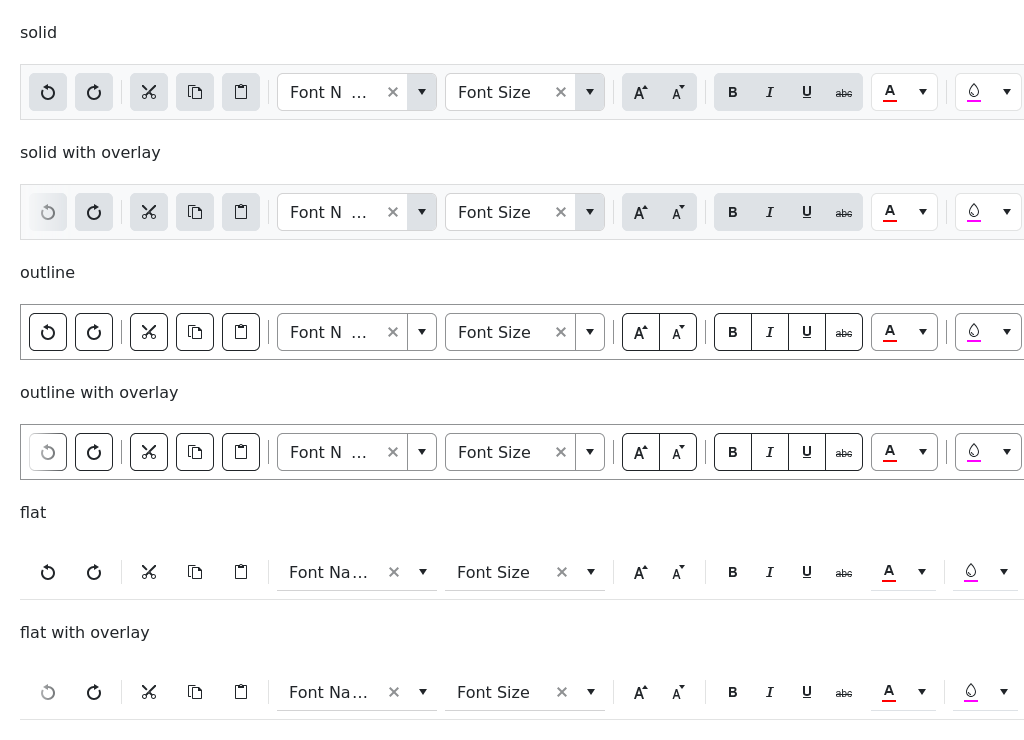 solid
Font N ... Font Size A A B I U abc A
solid with overlay
Font N ... Font Size A A B I U abc A
outline
Font N ... Font Size A A B I U abc A
outline with overlay
Font N ... Font Size A A B I U abc A
flat
Font Na... Font Size A A B I U abc A
flat with overlay
Font Na... Font Size A A B I U abc A